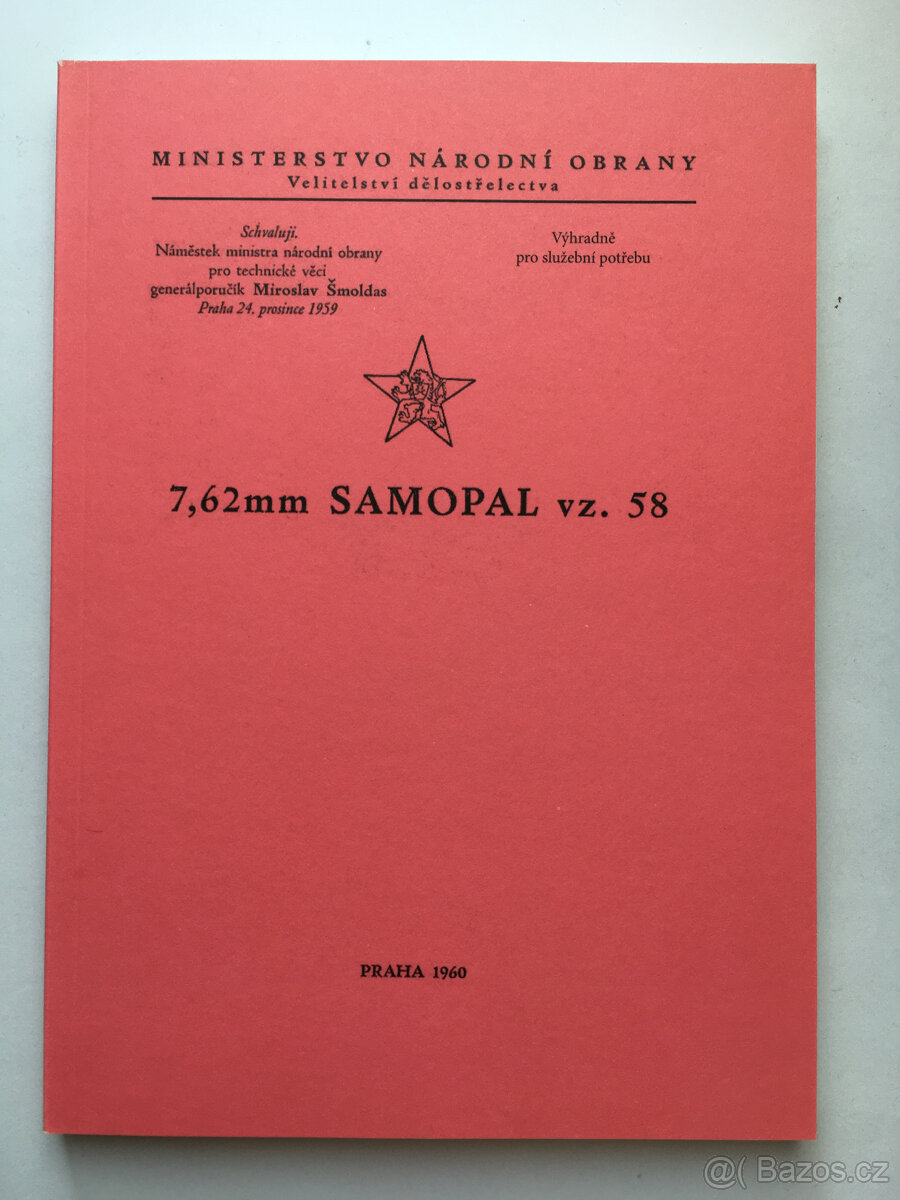 MINISTERSTVO NÁRODNÍ OBRANY
Velitelství dělostřelectva
Schvaluji.
Náměstek ministra národní obrany
pro technické věci
generálporučík Miroslav Šmoldas
Praha 24. prosince 1959
Výhradně
pro služební potřebu
7,62mm SAMOPAL vz. 58
PRAHA 1960
@( Bazos.cz